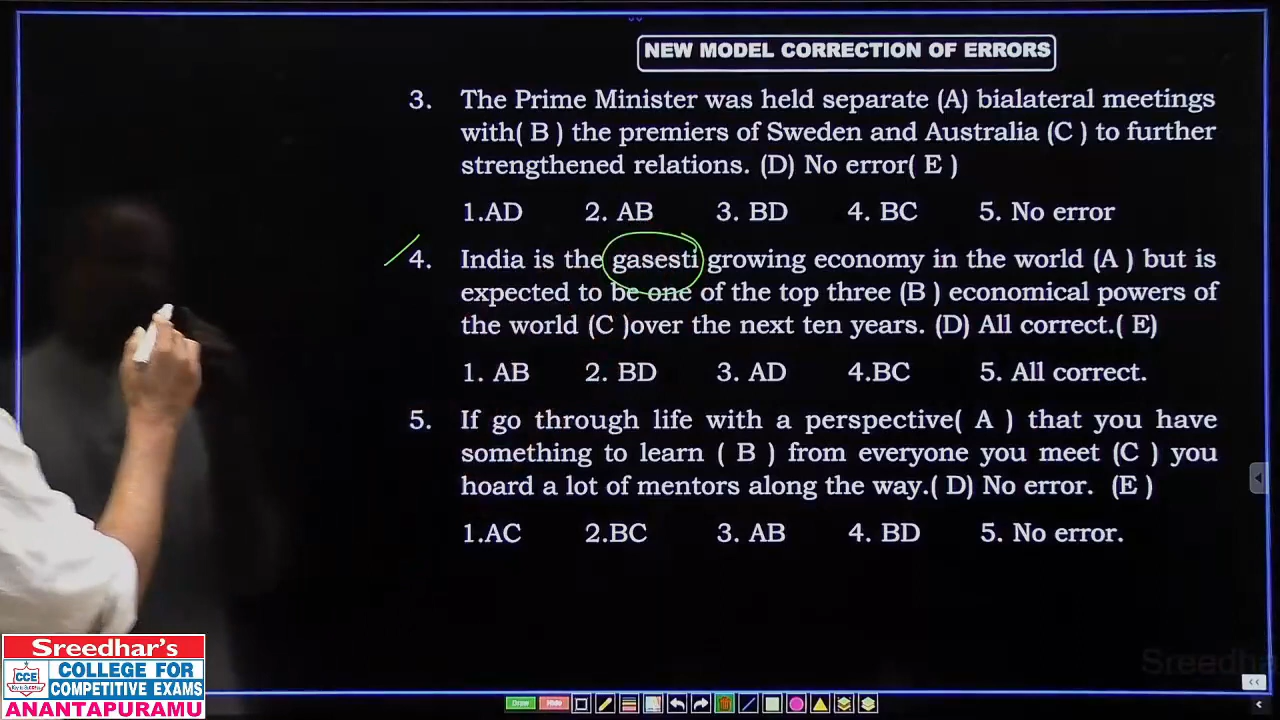 NEW MODEL CORRECTION OF ERRORS
3. The Prime Minister was held separate (A) bialateral meetings
with( B ) the premiers of Sweden and Australia (C ) to further
strengthened relations. (D) No error( E )
1.AD 2. AB 3. BD 4. BC 5. No error
4. India is the gasesti growing economy in the world (A ) but is
expected to be one of the top three (B ) economical powers of
the world (C )over the next ten years. (D) All correct.( E)
1. AB 2. BD 3. AD 4.BC 5. All correct.
5. If go through life with a perspective( A ) that you have
something to learn ( B ) from everyone you meet (C ) you
hoard a lot of mentors along the way.( D) No error. (E )
1.AC 2.BC 3. AB 4. BD 5. No error.
Sreedhar's
CCE
COLLEGE FOR
COMPETITIVE EXAMS
ANANTAPURAMU
Draw Hide